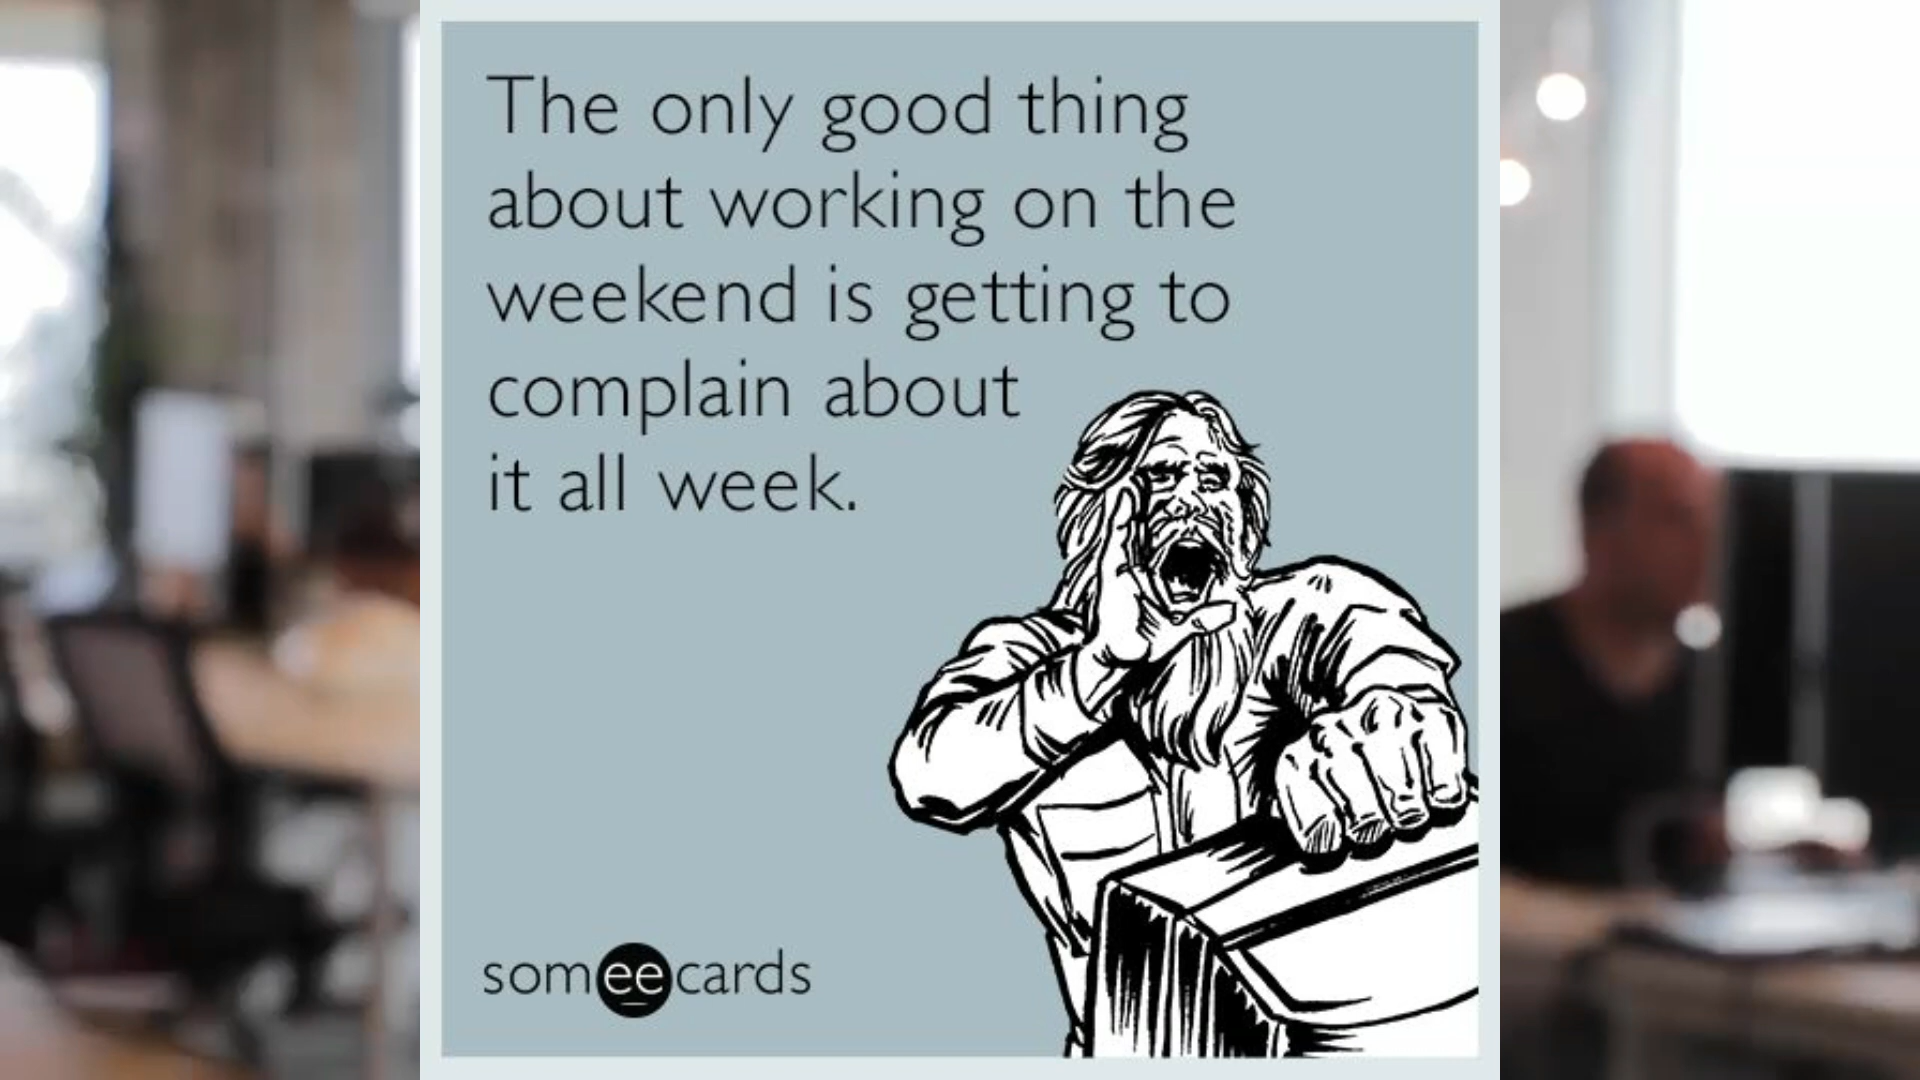 The only good thing
about working on the
weekend is getting to
complain about
it all week.
someecards